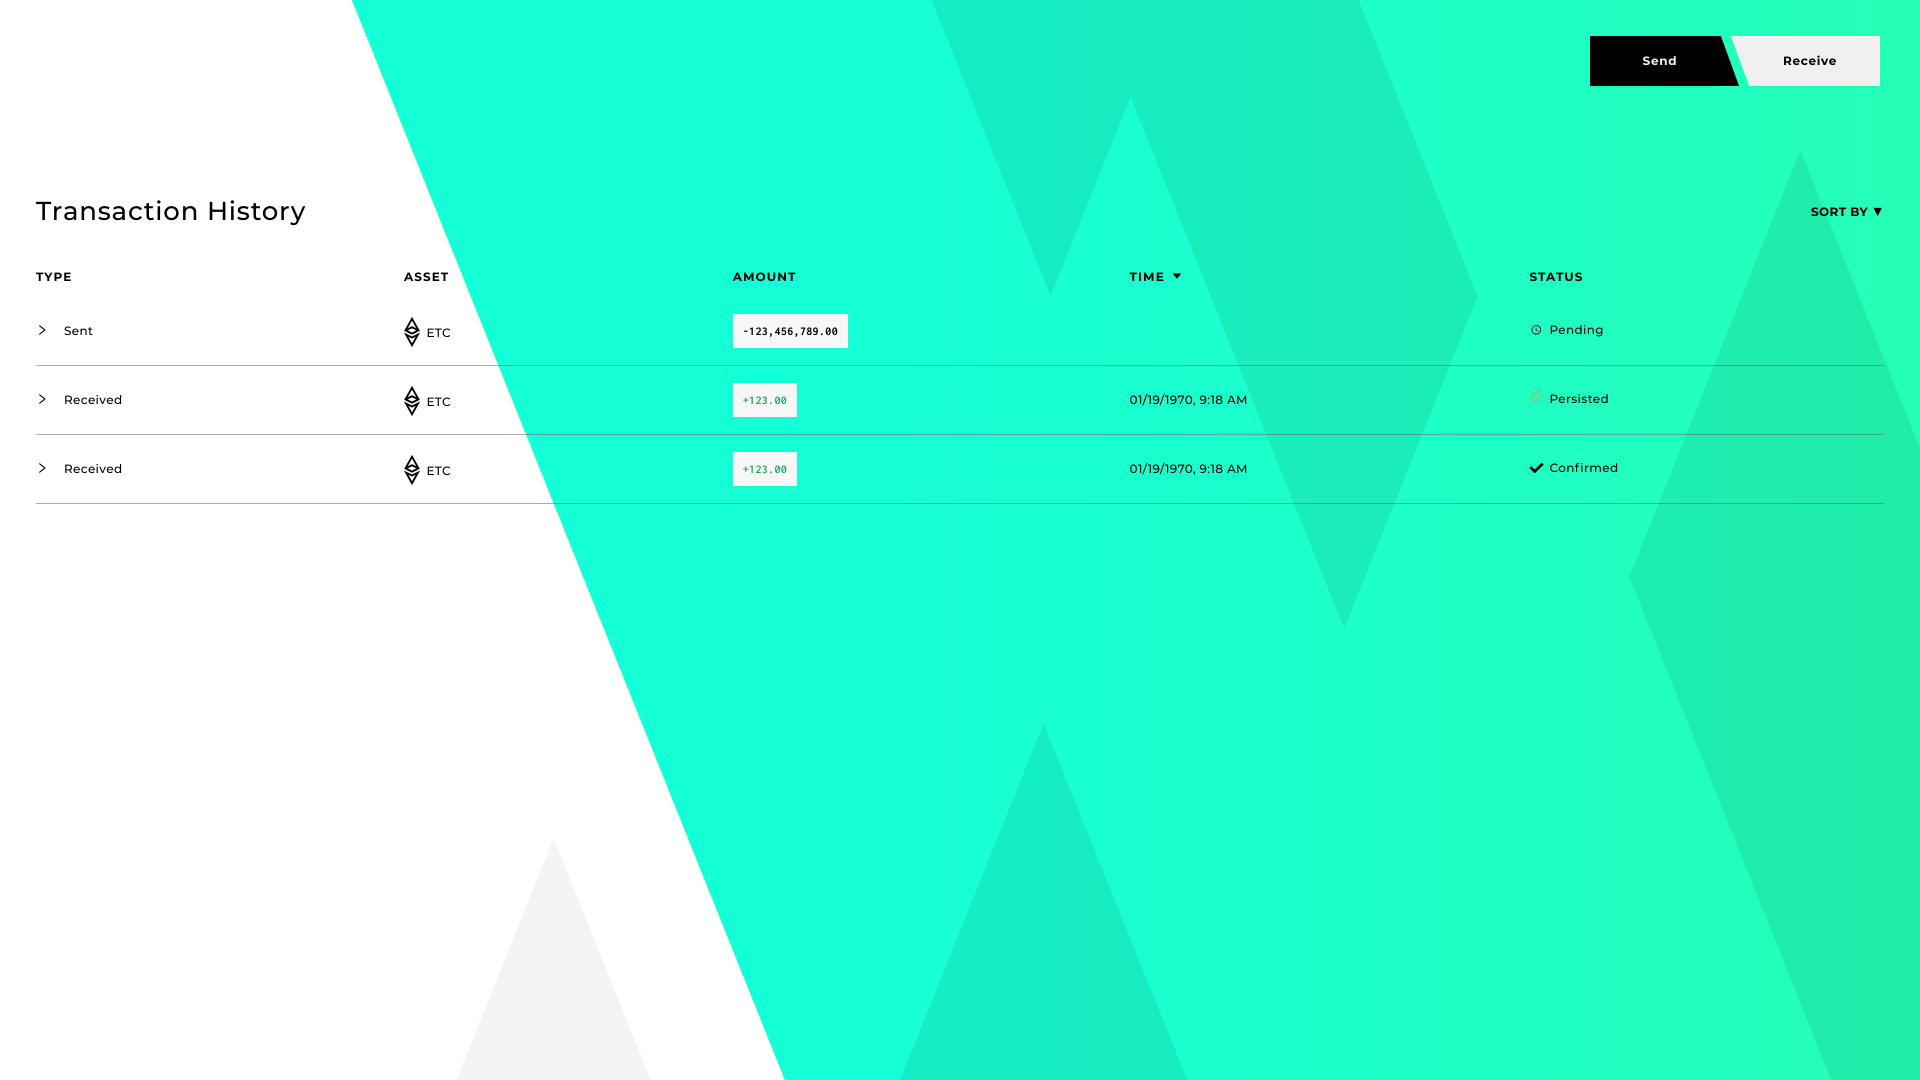 Send
Receive
Transaction History
SORT BY ▼
TYPE ASSET AMOUNT TIME STATUS
Sent ETC -123,456,789.00 Pending
Received ETC +123.00 01/19/1970, 9:18 AM Persisted
Received ETC +123.00 01/19/1970, 9:18 AM Confirmed